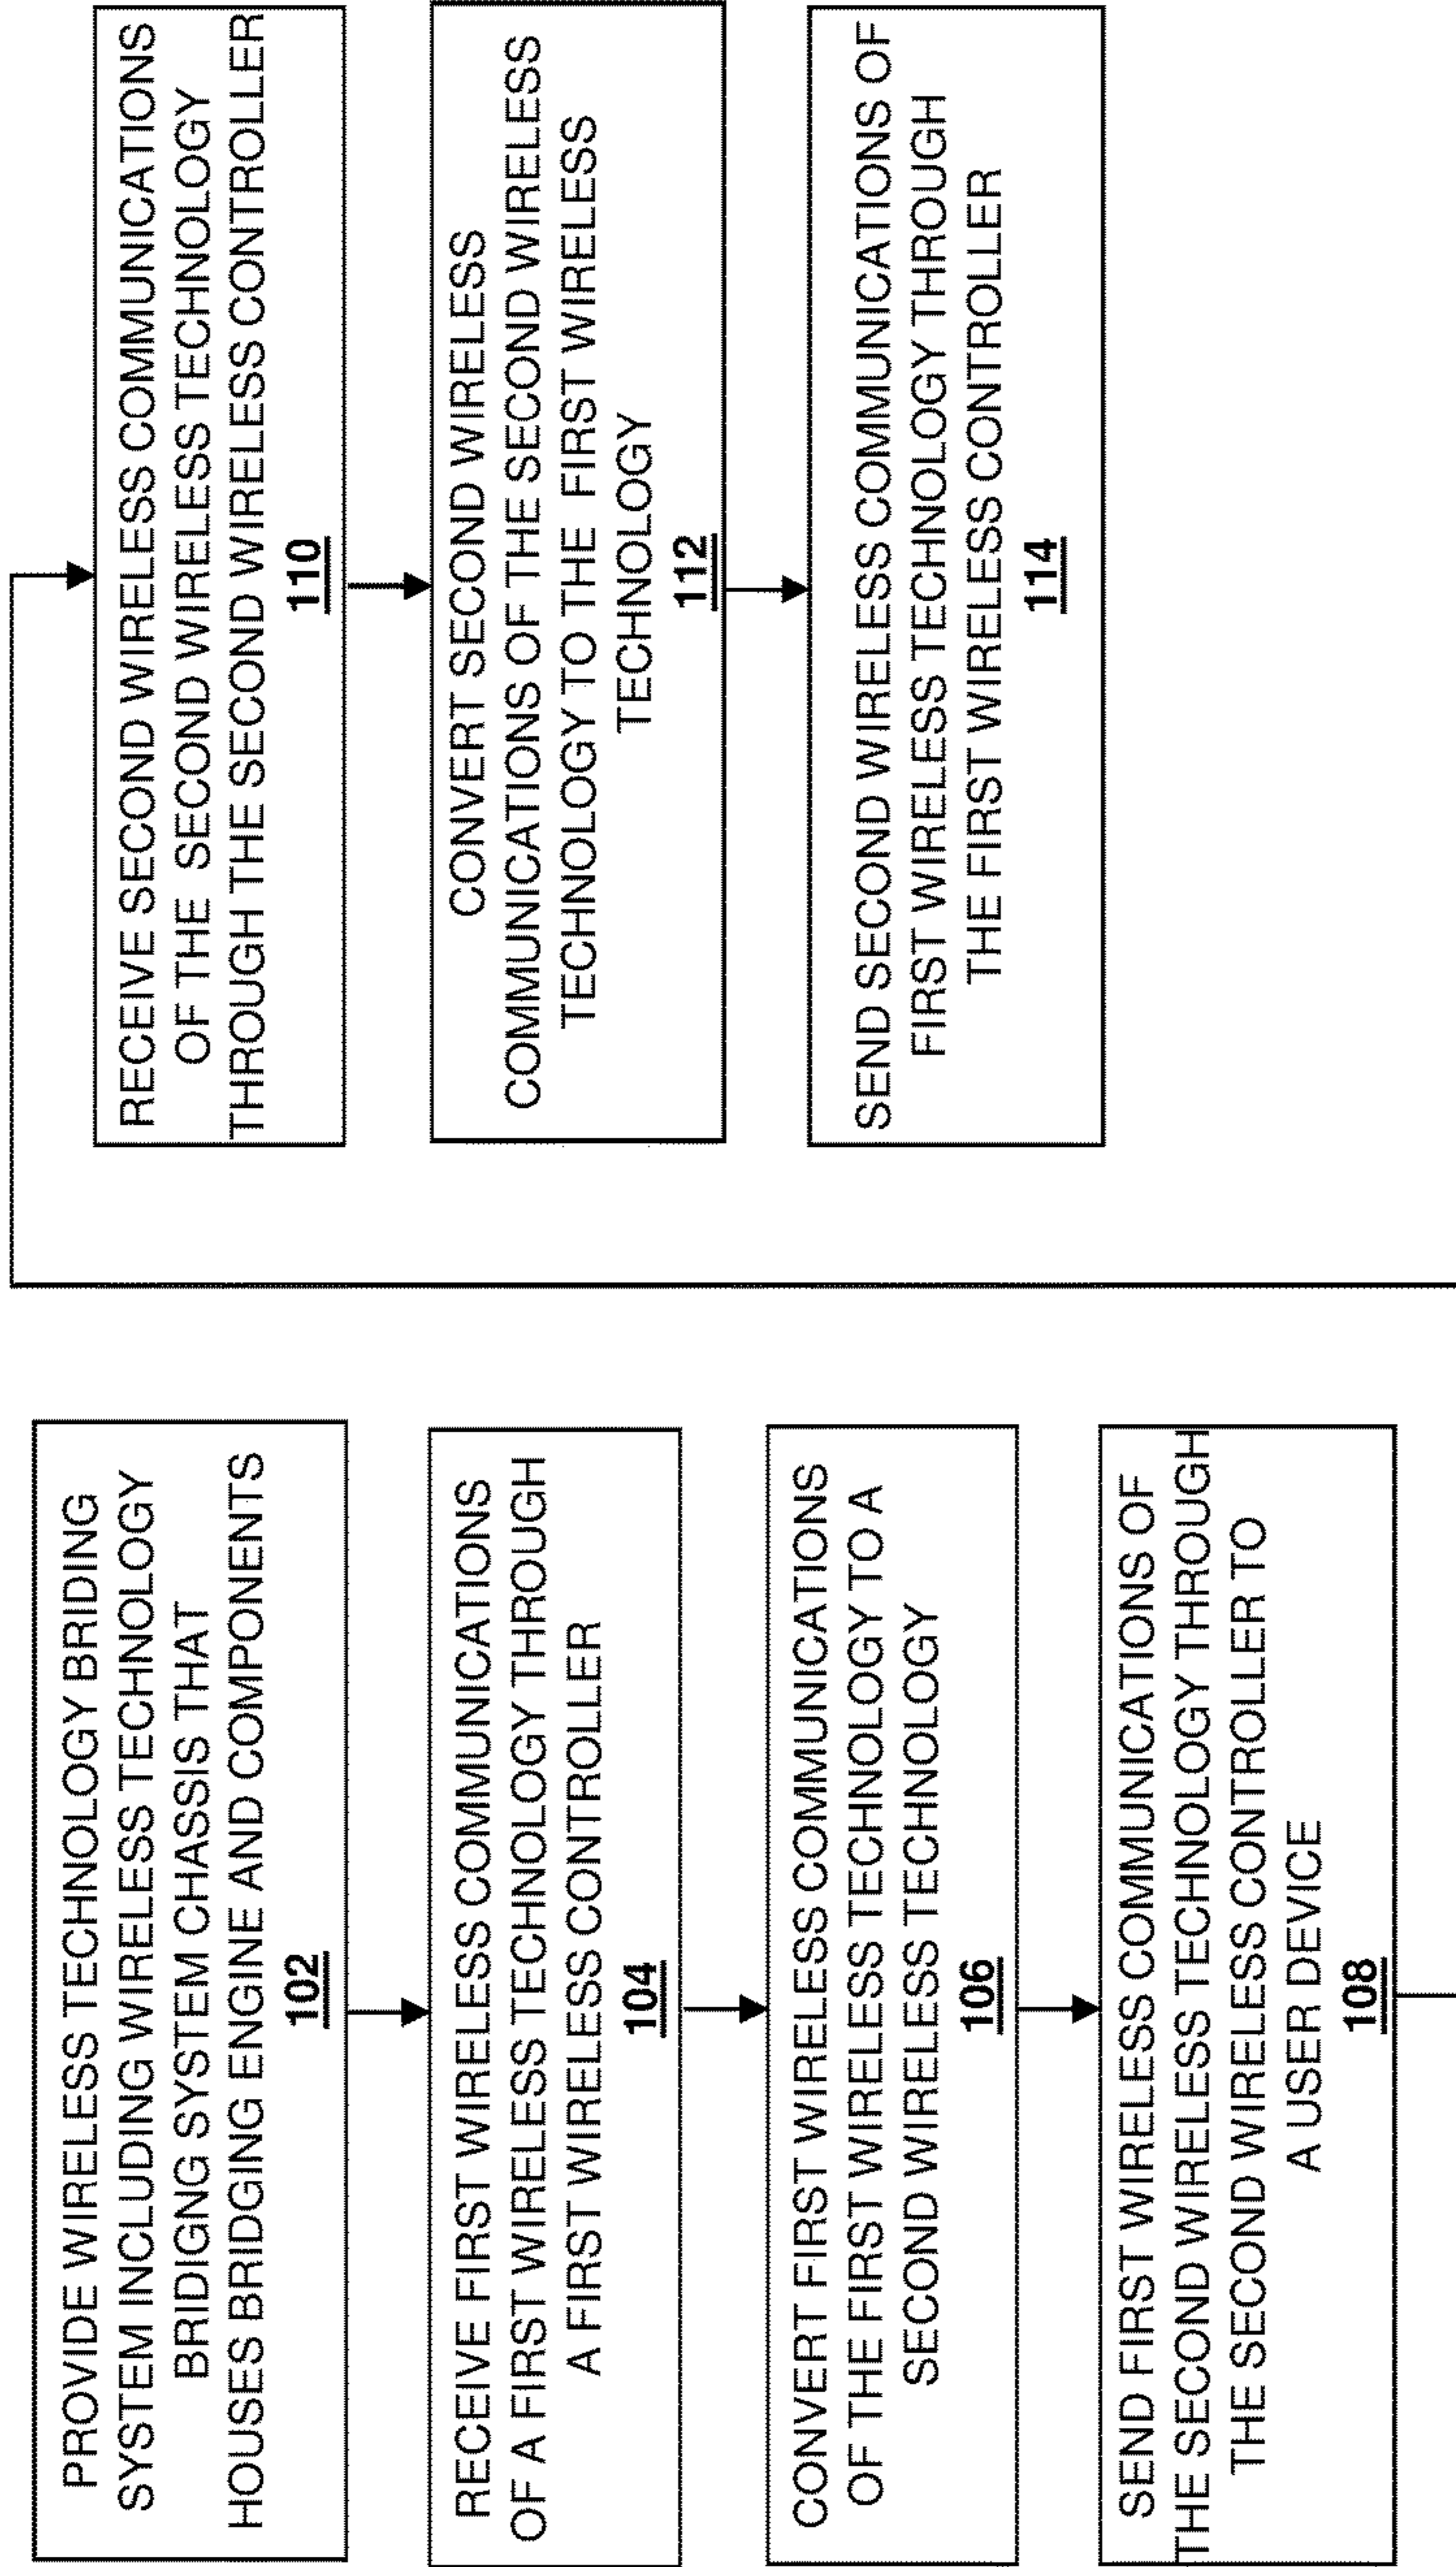 PROVIDE WIRELESS TECHNOLOGY BRIDING
SYSTEM INCLUDING WIRELESS TECHNOLOGY
BRIDIGNG SYSTEM CHASSIS THAT
HOUSES BRIDGING ENGINE AND COMPONENTS
102
RECEIVE FIRST WIRELESS COMMUNICATIONS
OF A FIRST WIRELESS TECHNOLOGY THROUGH
A FIRST WIRELESS CONTROLLER
104
CONVERT FIRST WIRELESS COMMUNICATIONS
OF THE FIRST WIRELESS TECHNOLOGY TO A
SECOND WIRELESS TECHNOLOGY
106
SEND FIRST WIRELESS COMMUNICATIONS OF
THE SECOND WIRELESS TECHNOLOGY THROUGH
THE SECOND WIRELESS CONTROLLER TO
A USER DEVICE
108
RECEIVE SECOND WIRELESS COMMUNICATIONS
OF THE SECOND WIRELESS TECHNOLOGY
THROUGH THE SECOND WIRELESS CONTROLLER
110
CONVERT SECOND WIRELESS
COMMUNICATIONS OF THE SECOND WIRELESS
TECHNOLOGY TO THE FIRST WIRELESS
TECHNOLOGY
112
SEND SECOND WIRELESS COMMUNICATIONS OF
FIRST WIRELESS TECHNOLOGY THROUGH
THE FIRST WIRELESS CONTROLLER
114